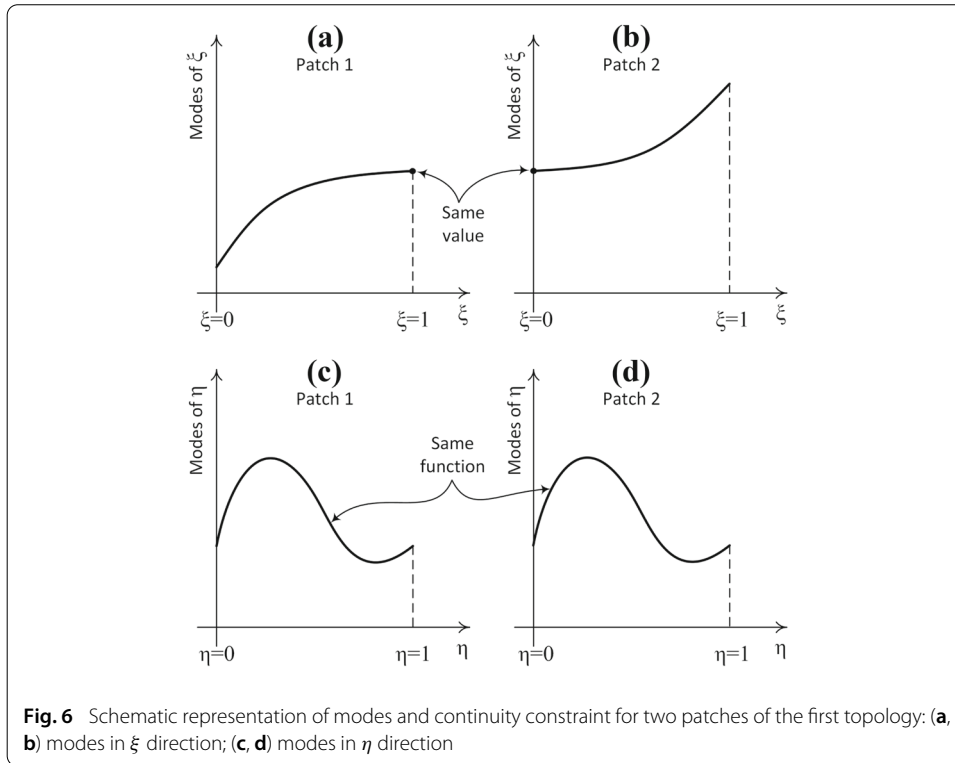 (a)
Patch 1
Modes of ξ
ξ=0
ξ=1
ξ
(b)
Patch 2
Modes of ξ
ξ=0
ξ=1
ξ
Same
value
(c)
Patch 1
Modes of η
η=0
η=1
η
(d)
Patch 2
Modes of η
η=0
η=1
η
Same
function
Fig. 6 Schematic representation of modes and continuity constraint for two patches of the first topology: (a,
b) modes in ξ direction; (c, d) modes in η direction